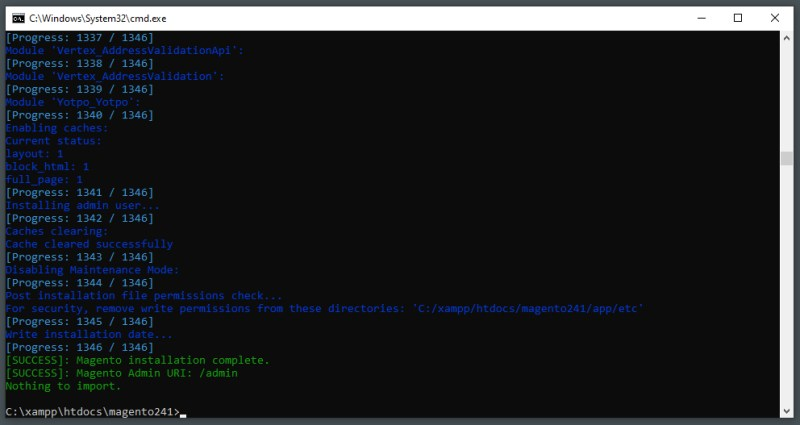 C:\Windows\System32\cmd.exe
[Progress: 1337 / 1346]
Module 'Vertex_AddressValidationApi':
[Progress: 1338 / 1346]
Module 'Vertex_AddressValidation':
[Progress: 1339 / 1346]
Module 'Yotpo_Yotpo':
[Progress: 1340 / 1346]
Enabling caches:
Current status:
layout: 1
block_html: 1
full_page: 1
[Progress: 1341 / 1346]
Installing admin user...
[Progress: 1342 / 1346]
Caches clearing:
Cache cleared successfully
[Progress: 1343 / 1346]
Disabling Maintenance Mode:
[Progress: 1344 / 1346]
Post installation file permissions check...
For security, remove write permissions from these directories: 'C:/xampp/htdocs/magento241/app/etc'
[Progress: 1345 / 1346]
Write installation date...
[Progress: 1346 / 1346]
[SUCCESS]: Magento installation complete.
[SUCCESS]: Magento Admin URI: /admin
Nothing to import.
C:\xampp\htdocs\magento241>